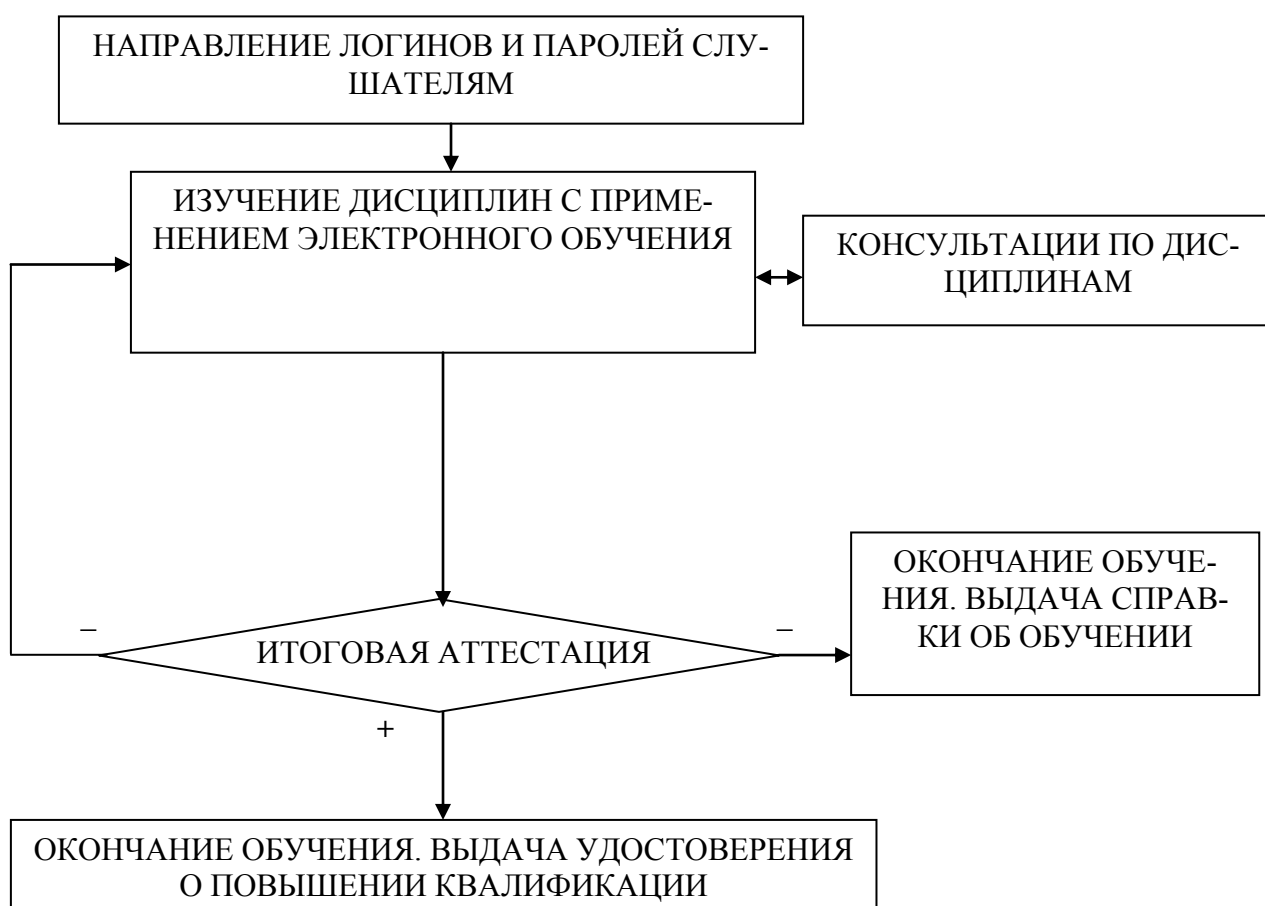 НАПРАВЛЕНИЕ ЛОГИНОВ И ПАРОЛЕЙ СЛУ-
ШАТЕЛЯМ
ИЗУЧЕНИЕ ДИСЦИПЛИН С ПРИМЕ-
НЕНИЕМ ЭЛЕКТРОННОГО ОБУЧЕНИЯ
КОНСУЛЬТАЦИИ ПО ДИС-
ЦИПЛИНАМ
ОКОНЧАНИЕ ОБУЧЕ-
НИЯ. ВЫДАЧА СПРАВ-
КИ ОБ ОБУЧЕНИИ
–
ИТОГОВАЯ АТТЕСТАЦИЯ
–
+
ОКОНЧАНИЕ ОБУЧЕНИЯ. ВЫДАЧА УДОСТОВЕРЕНИЯ
О ПОВЫШЕНИИ КВАЛИФИКАЦИИ